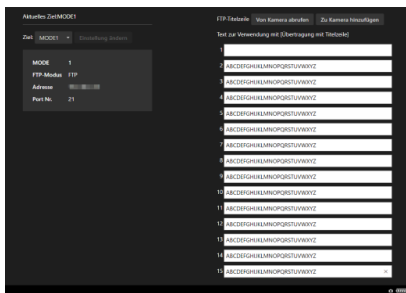 Aktuelles Ziel:MODE1
Ziel: MODE1 Einstellung ändern
MODE 1
FTP-Modus FTP
Adresse
Port Nr. 21
FTP-Titelzeile Von Kamera abrufen Zu Kamera hinzufügen
Text zur Verwendung mit [Übertragung mit Titelzeile]
1
2 ABCDEFGHIJKLMNOPQRSTUVWXYZ
3 ABCDEFGHIJKLMNOPQRSTUVWXYZ
4 ABCDEFGHIJKLMNOPQRSTUVWXYZ
5 ABCDEFGHIJKLMNOPQRSTUVWXYZ
6 ABCDEFGHIJKLMNOPQRSTUVWXYZ
7 ABCDEFGHIJKLMNOPQRSTUVWXYZ
8 ABCDEFGHIJKLMNOPQRSTUVWXYZ
9 ABCDEFGHIJKLMNOPQRSTUVWXYZ
10 ABCDEFGHIJKLMNOPQRSTUVWXYZ
11 ABCDEFGHIJKLMNOPQRSTUVWXYZ
12 ABCDEFGHIJKLMNOPQRSTUVWXYZ
13 ABCDEFGHIJKLMNOPQRSTUVWXYZ
14 ABCDEFGHIJKLMNOPQRSTUVWXYZ
15 ABCDEFGHIJKLMNOPQRSTUVWXYZ ×